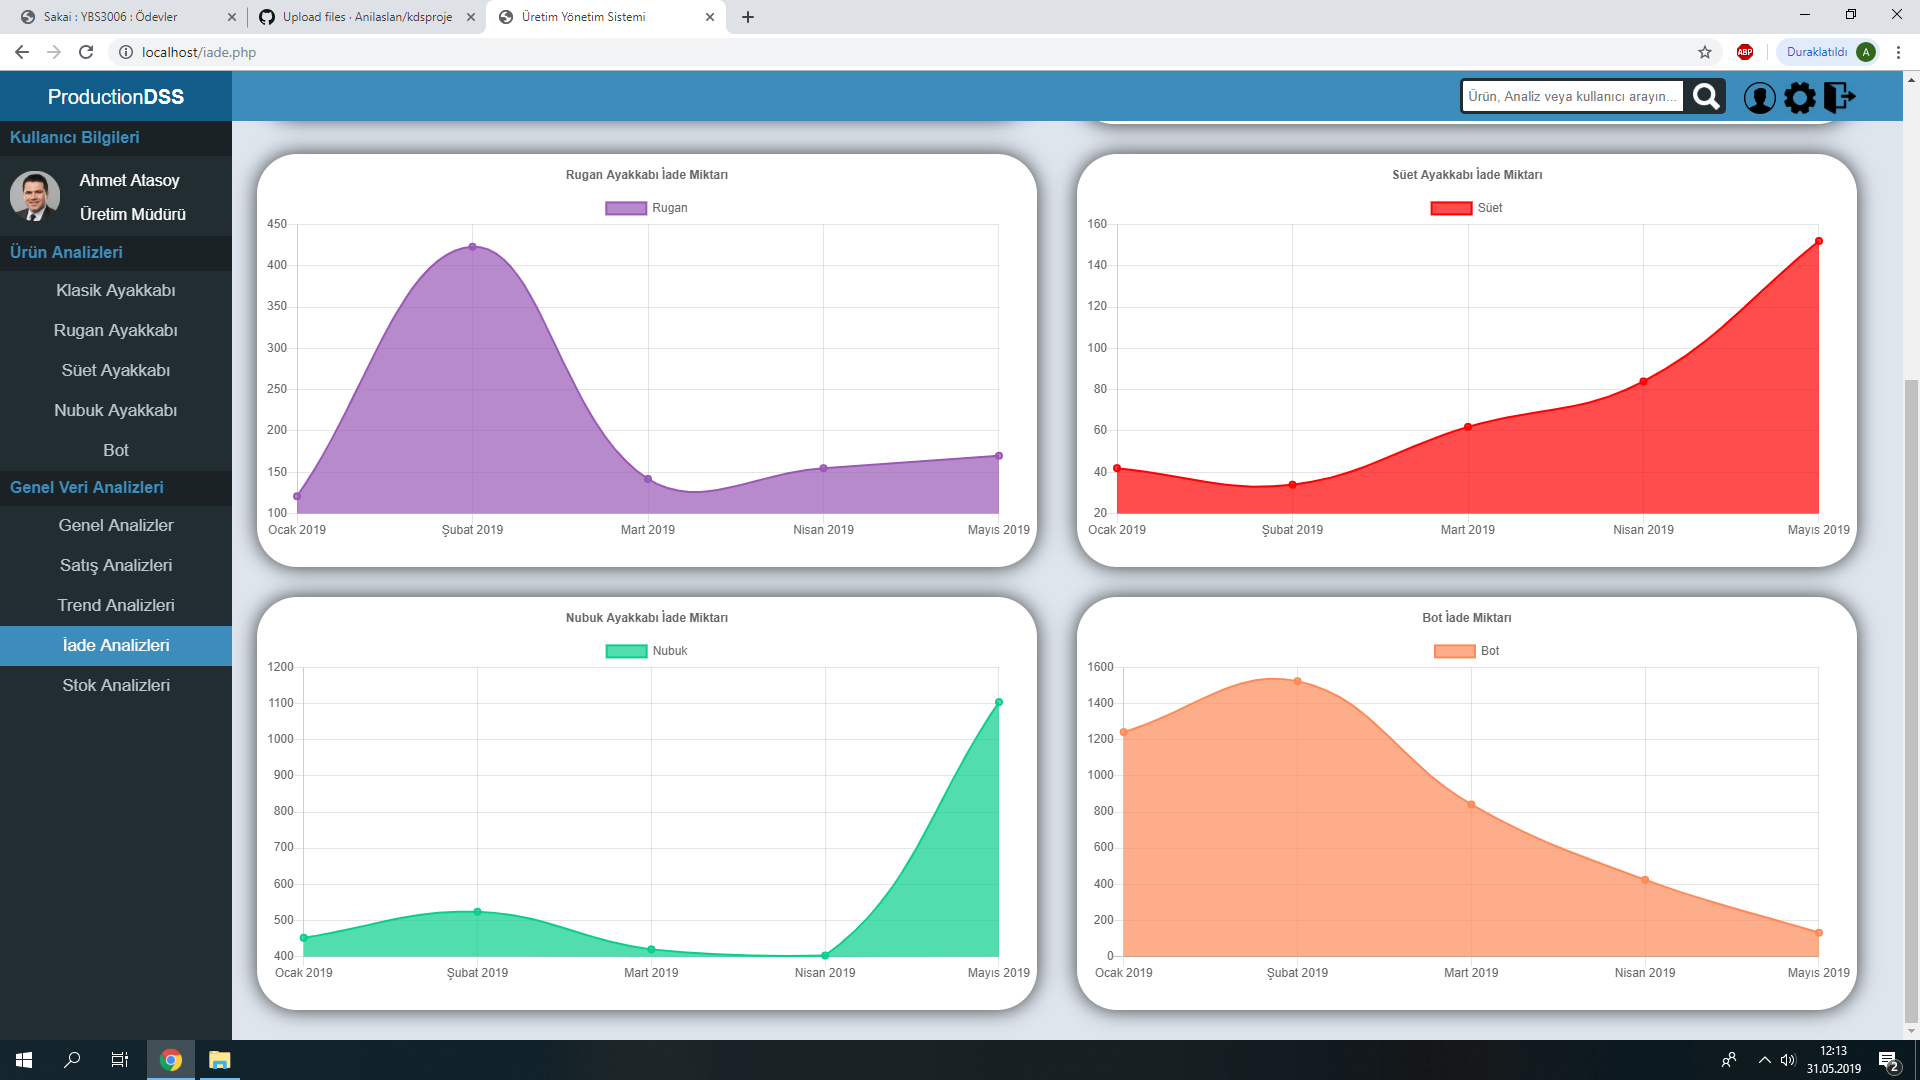 Sakai : YBS3006 : Ödevler
Upload files · Anilaslan/kdsproje
Üretim Yönetim Sistemi
localhost/iade.php
ABP
Duraklatıldı
A
ProductionDSS
Ürün, Analiz veya kullanıcı arayın...
Kullanıcı Bilgileri
Ahmet Atasoy
Üretim Müdürü
Ürün Analizleri
Klasik Ayakkabı
Rugan Ayakkabı
Süet Ayakkabı
Nubuk Ayakkabı
Bot
Genel Veri Analizleri
Genel Analizler
Satış Analizleri
Trend Analizleri
İade Analizleri
Stok Analizleri
Rugan Ayakkabı İade Miktarı
Rugan
450
400
350
300
250
200
150
100
Ocak 2019 Şubat 2019 Mart 2019 Nisan 2019 Mayıs 2019
Süet Ayakkabı İade Miktarı
Süet
160
140
120
100
80
60
40
20
Ocak 2019 Şubat 2019 Mart 2019 Nisan 2019 Mayıs 2019
Nubuk Ayakkabı İade Miktarı
Nubuk
1200
1100
1000
900
800
700
600
500
400
Ocak 2019 Şubat 2019 Mart 2019 Nisan 2019 Mayıs 2019
Bot İade Miktarı
Bot
1600
1400
1200
1000
800
600
400
200
0
Ocak 2019 Şubat 2019 Mart 2019 Nisan 2019 Mayıs 2019
12:13
31.05.2019
2